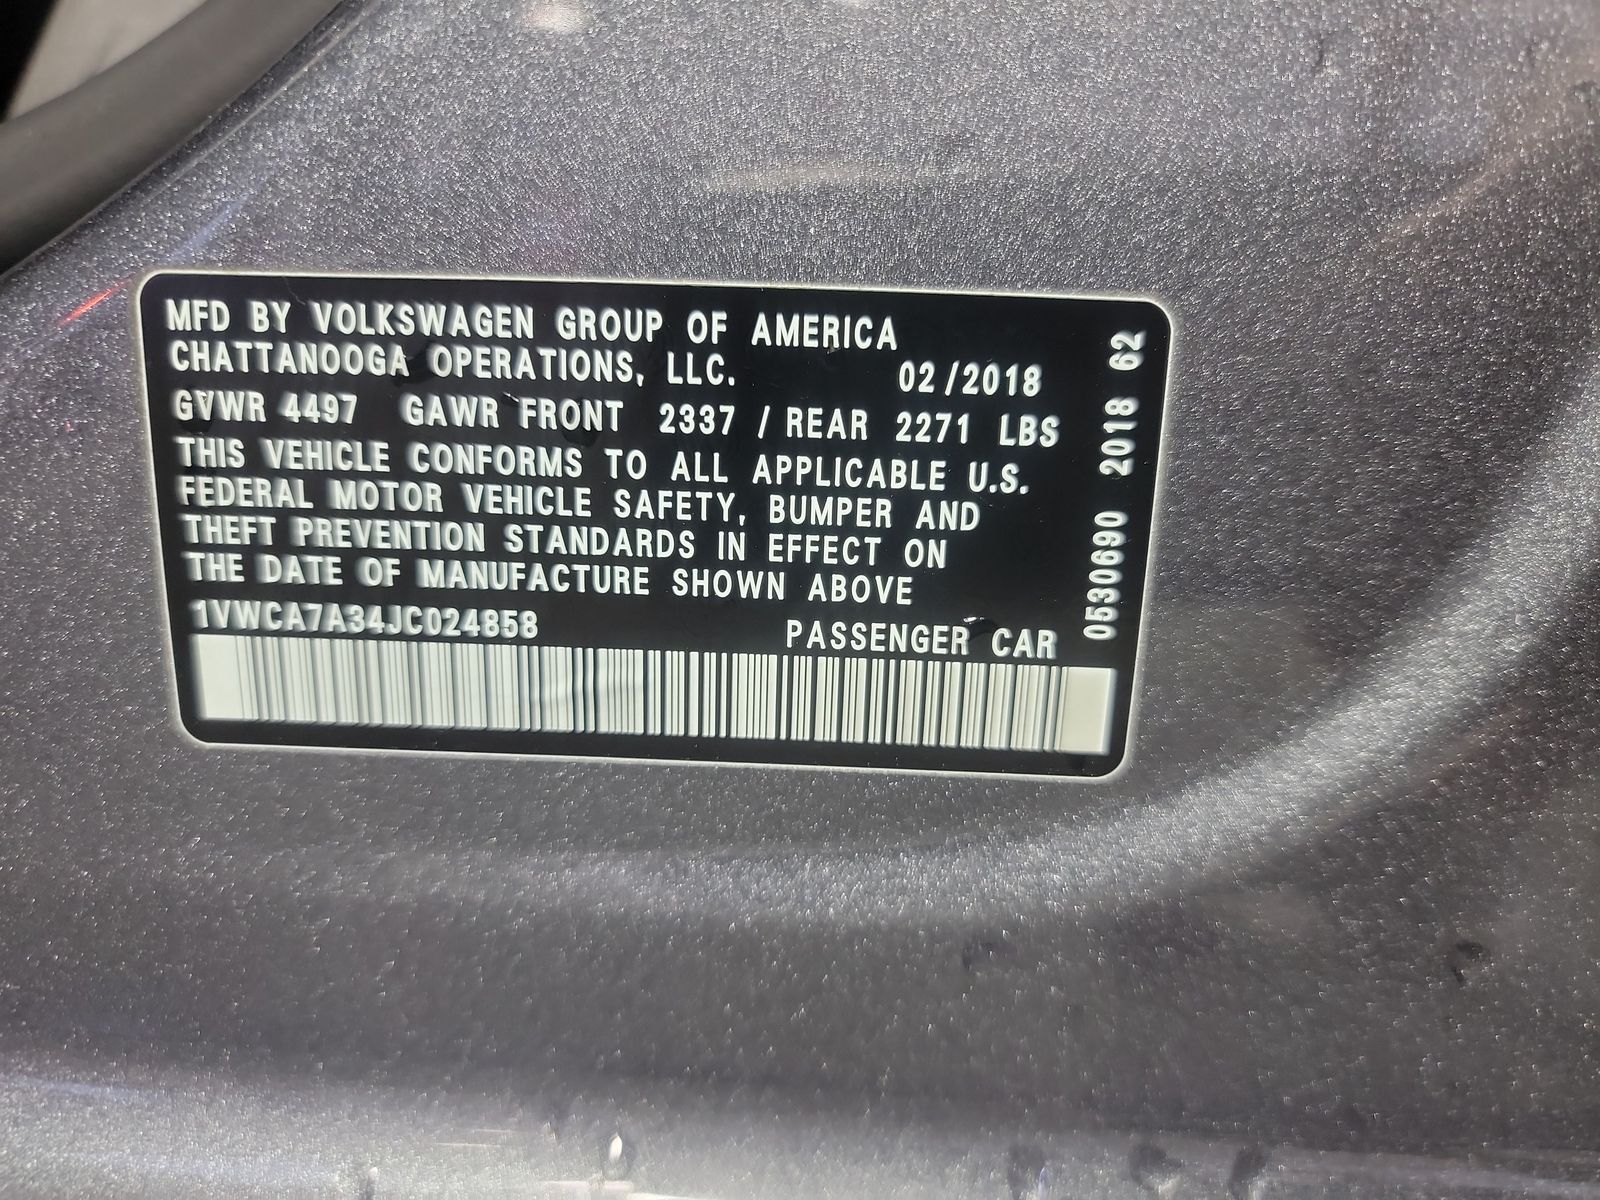 MFD BY VOLKSWAGEN GROUP OF AMERICA
CHATTANOOGA OPERATIONS, LLC. 02/2018
GVWR 4497 GAWR FRONT 2337 / REAR 2271 LBS
THIS VEHICLE CONFORMS TO ALL APPLICABLE U.S.
FEDERAL MOTOR VEHICLE SAFETY, BUMPER AND
THEFT PREVENTION STANDARDS IN EFFECT ON
THE DATE OF MANUFACTURE SHOWN ABOVE
1VWCA7A34JC024858 PASSENGER CAR
0530690 2018 62